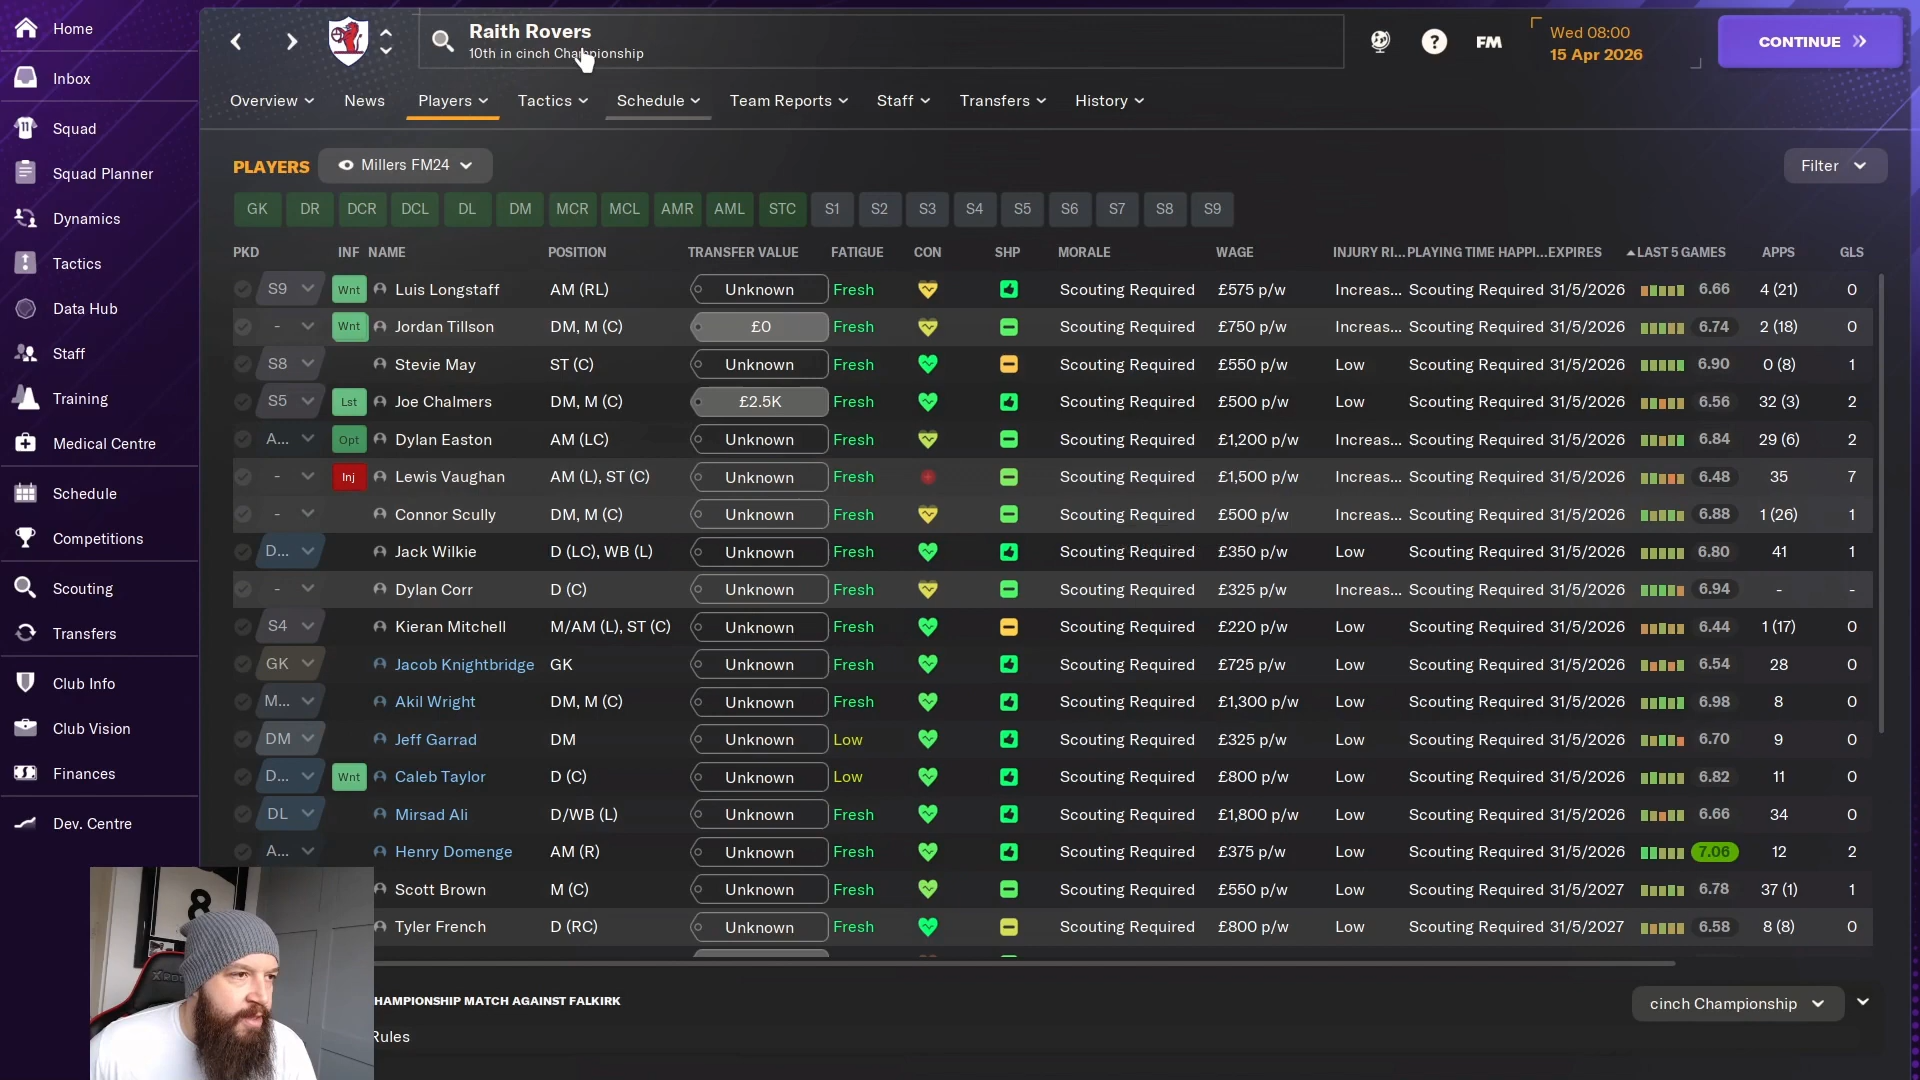 Home
Inbox
Squad
Squad Planner
Dynamics
Tactics
Data Hub
Staff
Training
Medical Centre
Schedule
Competitions
Scouting
Transfers
Club Info
Club Vision
Finances
Dev. Centre
Raith Rovers
10th in cinch Championship
? FM
Wed 08:00
15 Apr 2026
CONTINUE
Overview News Players Tactics Schedule Team Reports Staff Transfers History
PLAYERS Millers FM24 Filter
GK DR DCR DCL DL DM MCR MCL AMR AML STC S1 S2 S3 S4 S5 S6 S7 S8 S9
PKD INF NAME POSITION TRANSFER VALUE FATIGUE CON SHP MORALE WAGE INJURY RI... PLAYING TIME HAPPI... EXPIRES LAST 5 GAMES APPS GLS
S9 Wnt Luis Longstaff AM (RL) Unknown Fresh Scouting Required £575 p/w Increas... Scouting Required 31/5/2026 6.66 4 (21) 0
- Wnt Jordan Tillson DM, M (C) £0 Fresh Scouting Required £750 p/w Increas... Scouting Required 31/5/2026 6.74 2 (18) 0
S8 Stevie May ST (C) Unknown Fresh Scouting Required £550 p/w Low Scouting Required 31/5/2026 6.90 0 (8) 1
S5 Lst Joe Chalmers DM, M (C) £2.5K Fresh Scouting Required £500 p/w Low Scouting Required 31/5/2026 6.56 32 (3) 2
A... Opt Dylan Easton AM (LC) Unknown Fresh Scouting Required £1,200 p/w Increas... Scouting Required 31/5/2026 6.84 29 (6) 2
- Inj Lewis Vaughan AM (L), ST (C) Unknown Fresh Scouting Required £1,500 p/w Increas... Scouting Required 31/5/2026 6.48 35 7
- Connor Scully DM, M (C) Unknown Fresh Scouting Required £500 p/w Increas... Scouting Required 31/5/2026 6.88 1 (26) 1
D... Jack Wilkie D (LC), WB (L) Unknown Fresh Scouting Required £350 p/w Low Scouting Required 31/5/2026 6.80 41 1
- Dylan Corr D (C) Unknown Fresh Scouting Required £325 p/w Increas... Scouting Required 31/5/2026 6.94 - -
S4 Kieran Mitchell M/AM (L), ST (C) Unknown Fresh Scouting Required £220 p/w Low Scouting Required 31/5/2026 6.44 1 (17) 0
GK Jacob Knightbridge GK Unknown Fresh Scouting Required £725 p/w Low Scouting Required 31/5/2026 6.54 28 0
M... Akil Wright DM, M (C) Unknown Fresh Scouting Required £1,300 p/w Low Scouting Required 31/5/2026 6.98 8 0
DM Jeff Garrad DM Unknown Low Scouting Required £325 p/w Low Scouting Required 31/5/2026 6.70 9 0
D... Wnt Caleb Taylor D (C) Unknown Low Scouting Required £800 p/w Low Scouting Required 31/5/2026 6.82 11 0
DL Mirsad Ali D/WB (L) Unknown Fresh Scouting Required £1,800 p/w Low Scouting Required 31/5/2026 6.66 34 0
A... Henry Domenge AM (R) Unknown Fresh Scouting Required £375 p/w Low Scouting Required 31/5/2026 7.06 12 2
Scott Brown M (C) Unknown Fresh Scouting Required £550 p/w Low Scouting Required 31/5/2027 6.78 37 (1) 1
Tyler French D (RC) Unknown Fresh Scouting Required £800 p/w Low Scouting Required 31/5/2027 6.58 8 (8) 0
HAMPIONSHIP MATCH AGAINST FALKIRK
cinch Championship
Rules
8